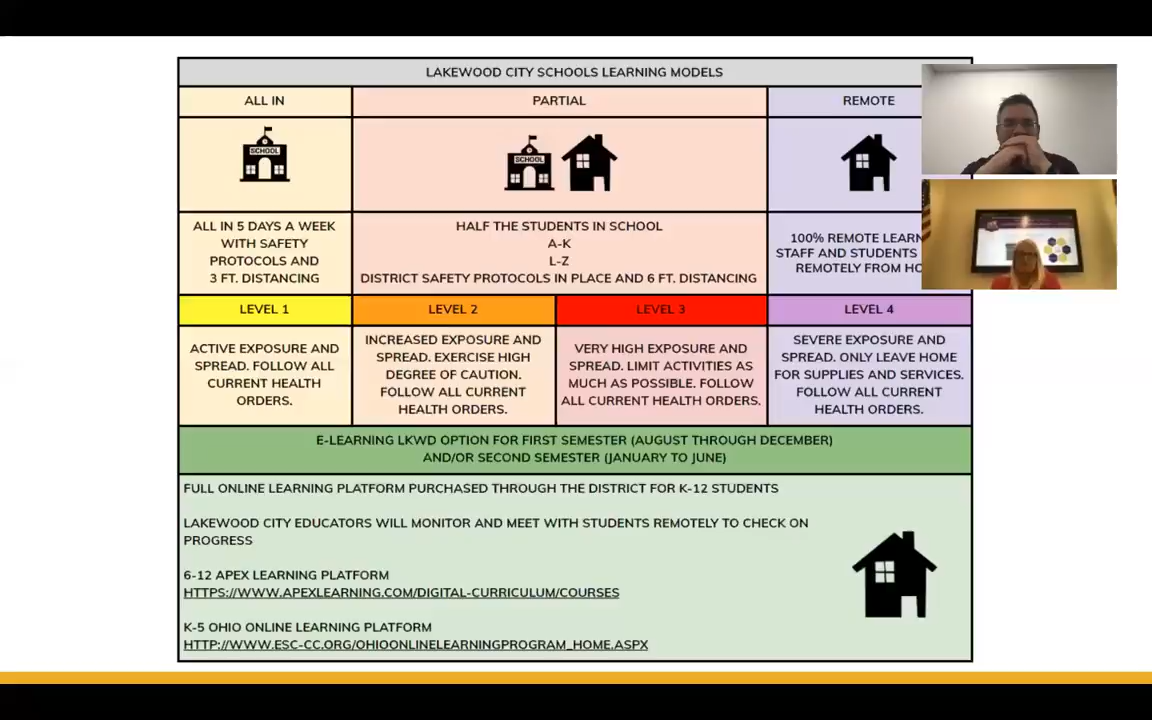 LAKEWOOD CITY SCHOOLS LEARNING MODELS
ALL IN
PARTIAL
REMOTE
SCHOOL
SCHOOL
ALL IN 5 DAYS A WEEK
WITH SAFETY
PROTOCOLS AND
3 FT. DISTANCING
HALF THE STUDENTS IN SCHOOL
A-K
L-Z
DISTRICT SAFETY PROTOCOLS IN PLACE AND 6 FT. DISTANCING
100% REMOTE LEARN
STAFF AND STUDENTS
REMOTELY FROM HO
LEVEL 1
LEVEL 2
LEVEL 3
LEVEL 4
ACTIVE EXPOSURE AND
SPREAD. FOLLOW ALL
CURRENT HEALTH
ORDERS.
INCREASED EXPOSURE AND
SPREAD. EXERCISE HIGH
DEGREE OF CAUTION.
FOLLOW ALL CURRENT
HEALTH ORDERS.
VERY HIGH EXPOSURE AND
SPREAD. LIMIT ACTIVITIES AS
MUCH AS POSSIBLE. FOLLOW
ALL CURRENT HEALTH ORDERS.
SEVERE EXPOSURE AND
SPREAD. ONLY LEAVE HOME
FOR SUPPLIES AND SERVICES.
FOLLOW ALL CURRENT
HEALTH ORDERS.
E-LEARNING LKWD OPTION FOR FIRST SEMESTER (AUGUST THROUGH DECEMBER)
AND/OR SECOND SEMESTER (JANUARY TO JUNE)
FULL ONLINE LEARNING PLATFORM PURCHASED THROUGH THE DISTRICT FOR K-12 STUDENTS
LAKEWOOD CITY EDUCATORS WILL MONITOR AND MEET WITH STUDENTS REMOTELY TO CHECK ON
PROGRESS
6-12 APEX LEARNING PLATFORM
HTTPS://WWW.APEXLEARNING.COM/DIGITAL-CURRICULUM/COURSES
K-5 OHIO ONLINE LEARNING PLATFORM
HTTP://WWW.ESC-CC.ORG/OHIOONLINELEARNINGPROGRAM_HOME.ASPX